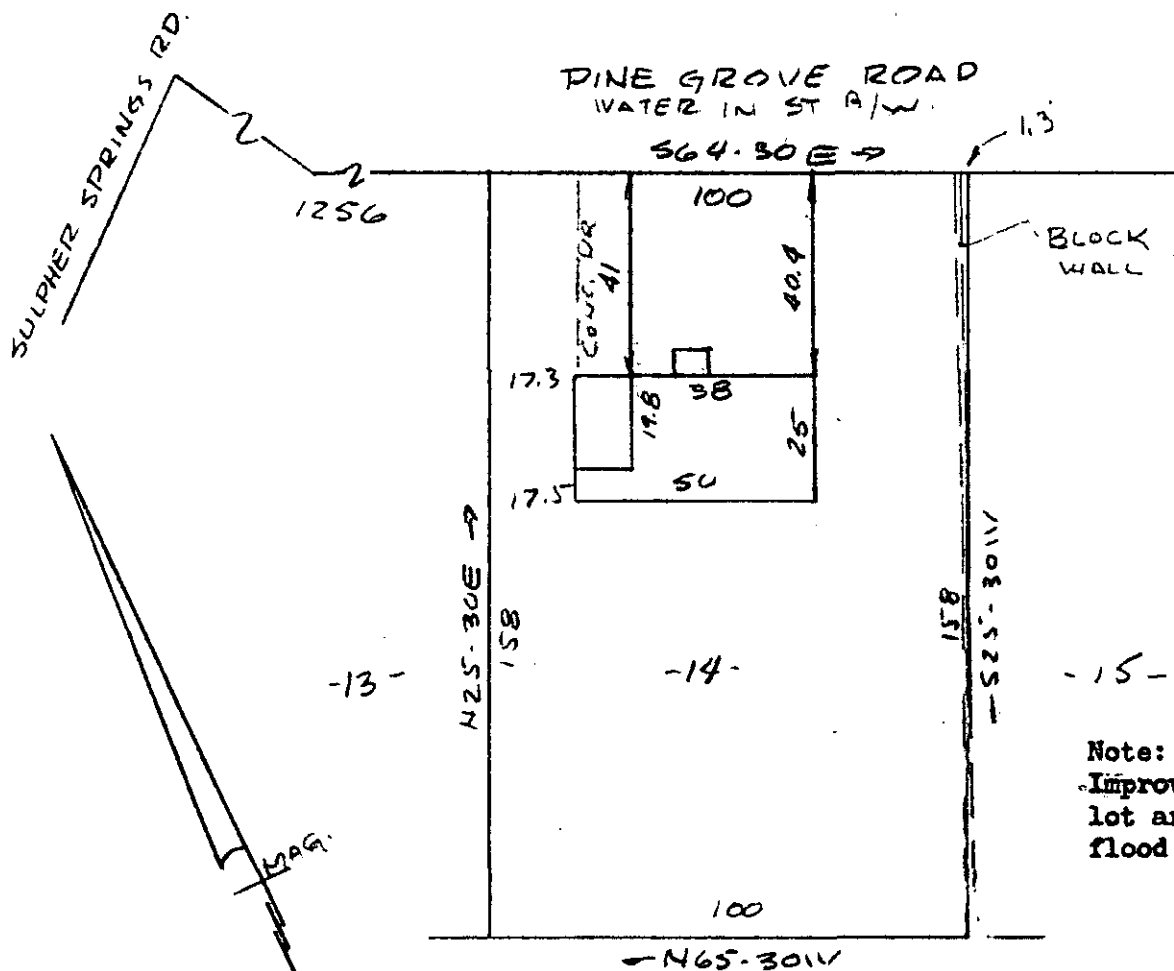 SULPHER SPRINGS RD.
PINE GROVE ROAD
WATER IN ST R/W.
S64-30E →
1.3
1256
100
BLOCK
WALL
CONC. DR
41
40.4
17.3
38
19.8
25
17.5
50
N25-30E →
158
158
←S25-30W
-13-
-14-
-15-
Note:
Improv
lot ar
flood
MAG.
100
←N65-30W